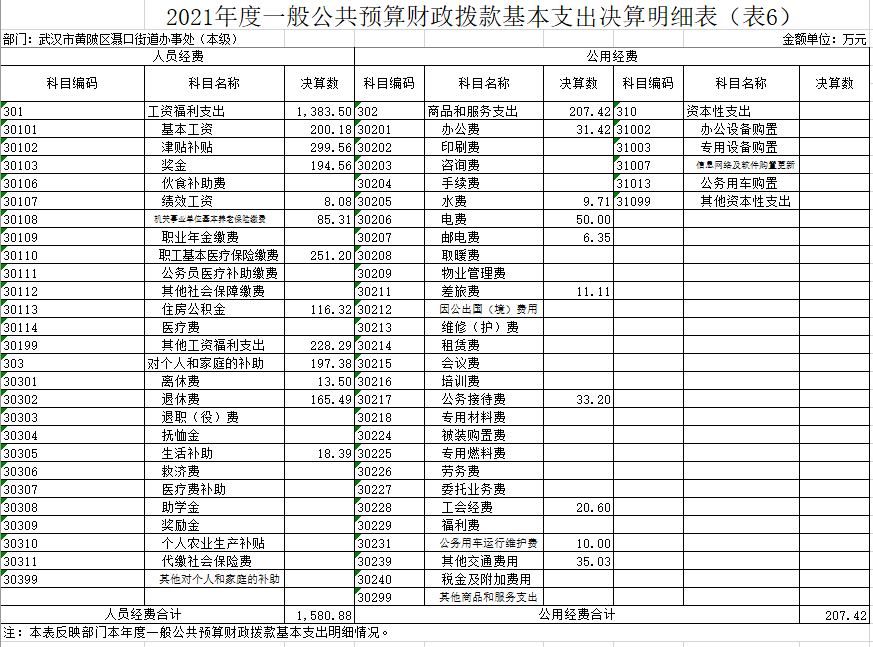 2021年度一般公共预算财政拨款基本支出决算明细表（表6）
部门：武汉市黄陂区滠口街道办事处（本级） 金额单位：万元
人员经费 公用经费
科目编码 科目名称 决算数 科目编码 科目名称 决算数 科目编码 科目名称 决算数
301 工资福利支出 1,383.50 302 商品和服务支出 207.42 310 资本性支出
30101 基本工资 200.18 30201 办公费 31.42 31002 办公设备购置
30102 津贴补贴 299.56 30202 印刷费 31003 专用设备购置
30103 奖金 194.56 30203 咨询费 31007 信息网络及软件购置更新
30106 伙食补助费 30204 手续费 31013 公务用车购置
30107 绩效工资 8.08 30205 水费 9.71 31099 其他资本性支出
30108 机关事业单位基本养老保险缴费 85.31 30206 电费 50.00
30109 职业年金缴费 30207 邮电费 6.35
30110 职工基本医疗保险缴费 251.20 30208 取暖费
30111 公务员医疗补助缴费 30209 物业管理费
30112 其他社会保障缴费 30211 差旅费 11.11
30113 住房公积金 116.32 30212 因公出国（境）费用
30114 医疗费 30213 维修（护）费
30199 其他工资福利支出 228.29 30214 租赁费
303 对个人和家庭的补助 197.38 30215 会议费
30301 离休费 13.50 30216 培训费
30302 退休费 165.49 30217 公务接待费 33.20
30303 退职（役）费 30218 专用材料费
30304 抚恤金 30224 被装购置费
30305 生活补助 18.39 30225 专用燃料费
30306 救济费 30226 劳务费
30307 医疗费补助 30227 委托业务费
30308 助学金 30228 工会经费 20.60
30309 奖励金 30229 福利费
30310 个人农业生产补贴 30231 公务用车运行维护费 10.00
30311 代缴社会保险费 30239 其他交通费用 35.03
30399 其他对个人和家庭的补助 30240 税金及附加费用
30299 其他商品和服务支出
人员经费合计 1,580.88 公用经费合计 207.42
注：本表反映部门本年度一般公共预算财政拨款基本支出明细情况。